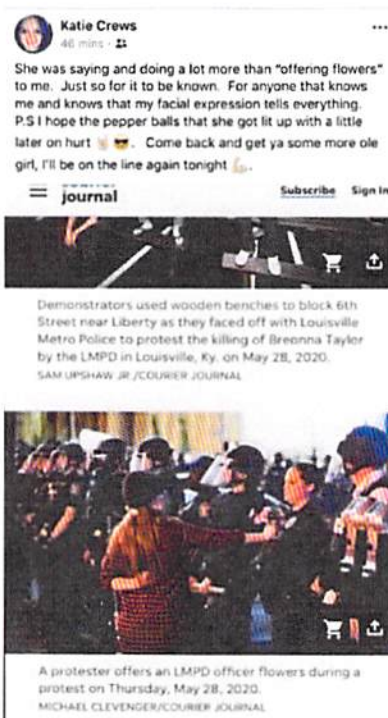 Katie Crews
46 mins ·
She was saying and doing a lot more than "offering flowers"
to me. Just so for it to be known. For anyone that knows
me and knows that my facial expression tells everything.
P.S I hope the pepper balls that she got lit up with a little
later on hurt 🤘🏻 😎. Come back and get ya some more ole
girl, I'll be on the line again tonight 💪🏻.
journal
Subscribe Sign In
Demonstrators used wooden benches to block 6th
Street near Liberty as they faced off with Louisville
Metro Police to protest the killing of Breonna Taylor
by the LMPD in Louisville, Ky. on May 28, 2020.
SAM UPSHAW JR./COURIER JOURNAL
A protester offers an LMPD officer flowers during a
protest on Thursday, May 28, 2020.
MICHAEL CLEVENGER/COURIER JOURNAL